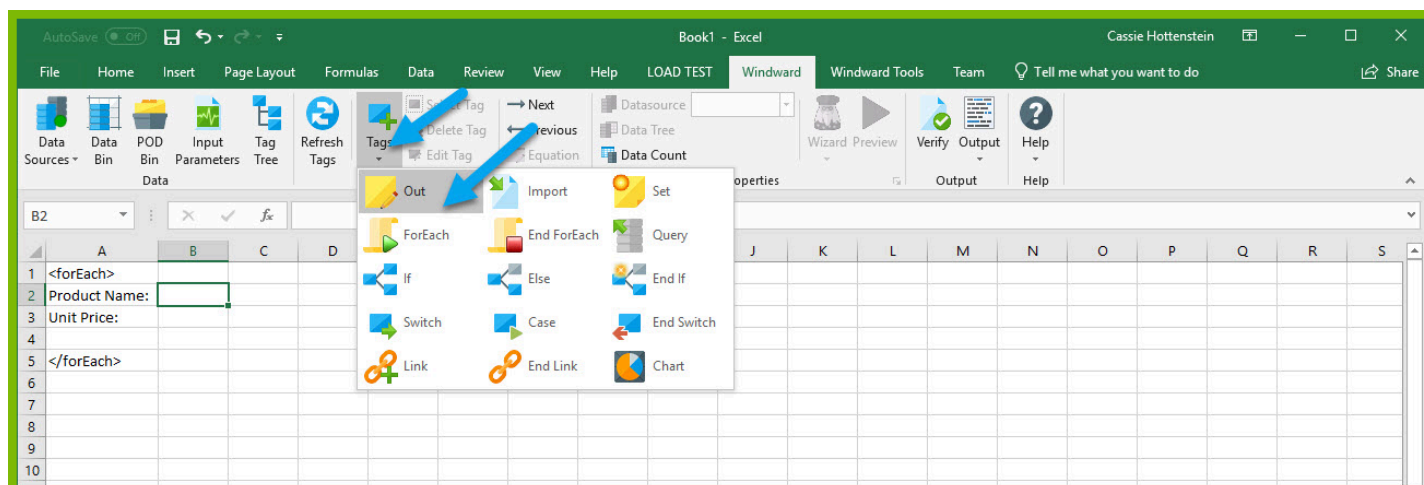 AutoSave Off Book1 - Excel Cassie Hottenstein
File Home Insert Page Layout Formulas Data Review View Help LOAD TEST Windward Windward Tools Team Tell me what you want to do Share
Data Sources Data Bin POD Bin Input Parameters Tag Tree Refresh Tags Tags Wizard Preview Verify Output Help
Select Tag Next Datasource
Delete Tag Previous Data Tree
Edit Tag Equation Data Count
Data operties Output Help
Out Import Set
ForEach End ForEach Query
If Else End If
Switch Case End Switch
Link End Link Chart
B2 fx
A B C D J K L M N O P Q R S
1 <forEach>
2 Product Name:
3 Unit Price:
4
5 </forEach>
6
7
8
9
10